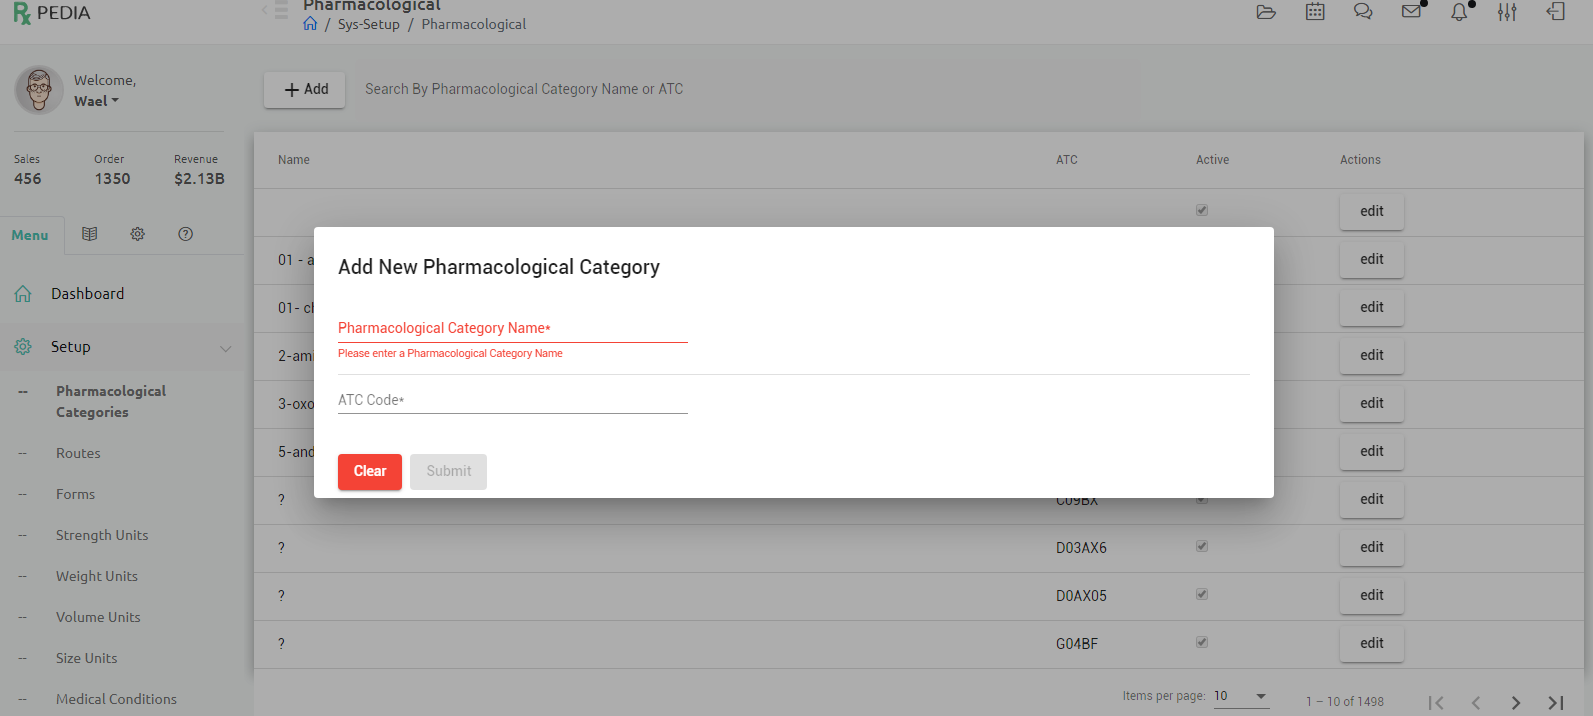 Rx PEDIA
Pharmacological
/ Sys-Setup / Pharmacological
Welcome,
Wael
Sales Order Revenue
456 1350 $2.13B
Menu
Dashboard
Setup
-- Pharmacological
Categories
-- Routes
-- Forms
-- Strength Units
-- Weight Units
-- Volume Units
-- Size Units
-- Medical Conditions
+ Add
Search By Pharmacological Category Name or ATC
Name ATC Active Actions
edit
01 - a edit
01- cl edit
2-ami edit
3-oxo edit
5-and edit
? C09BX edit
? D03AX6 edit
? D0AX05 edit
? G04BF edit
Items per page: 10 1 – 10 of 1498
Add New Pharmacological Category
Pharmacological Category Name*
Please enter a Pharmacological Category Name
ATC Code*
Clear Submit